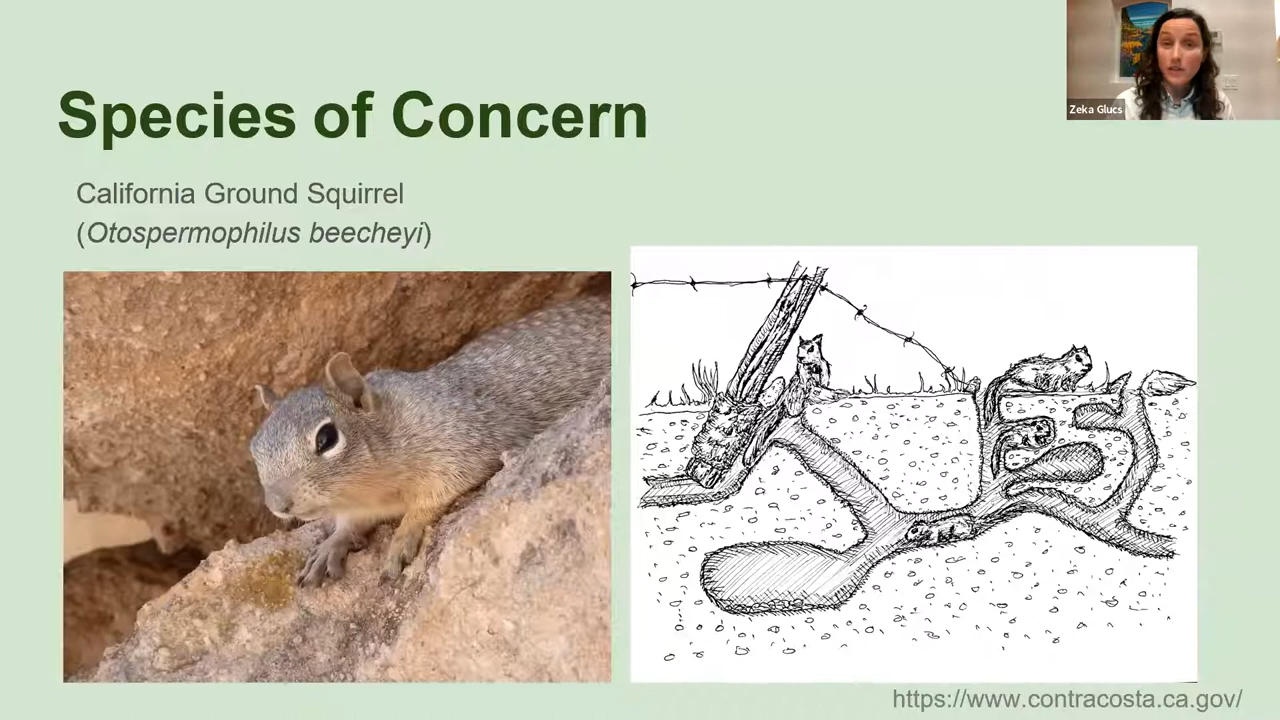 Zeka Glucs
Species of Concern
California Ground Squirrel
(Otospermophilus beecheyi)
https://www.contracosta.ca.gov/